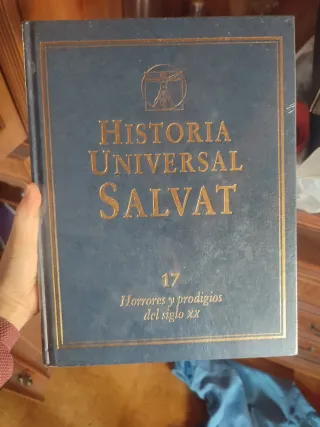 HISTORIA
UNIVERSAL
SALVAT
17
Horrores y prodigios
del siglo XX